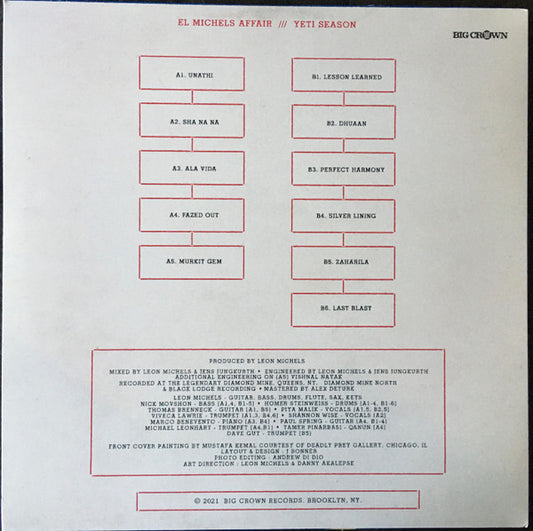 EL MICHELS AFFAIR /// YETI SEASON
BIG CROWN
A1. UNATHI
A2. SHA NA NA
A3. ALA VIDA
A4. FAZED OUT
A5. MURKIT GEM
B1. LESSON LEARNED
B2. DHUAAN
B3. PERFECT HARMONY
B4. SILVER LINING
B5. ZAHARILA
B6. LAST BLAST
PRODUCED BY LEON MICHELS
MIXED BY LEON MICHELS & JENS JUNGKURTH • ENGINEERED BY LEON MICHELS & JENS JUNGKURTH
ADDITIONAL ENGINEERING ON (A5) VISHNAL NAYAK
RECORDED AT THE LEGENDARY DIAMOND MINE, QUEENS, NY. DIAMOND MINE NORTH
& BLACK LODGE RECORDING • MASTERED BY ALEX DETURK
LEON MICHELS - GUITAR, BASS, DRUMS, FLUTE, SAX, KEYS
NICK MOVSHON - BASS [A1,4, B1-5] • HOMER STEINWEISS - DRUMS [A1-4, B1-6]
THOMAS BRENNECK - GUITAR [A1, B5] • PIYA MALIK - VOCALS [A1,5, B2,5]
VIVECA LAWRIE - TRUMPET [A1,3, B4,6] • SHANNON WISE - VOCALS [A2]
MARCO BENEVENTO - PIANO [A3, B4] • PAUL SPRING - GUITAR [A4, B1-4]
MICHAEL LEONHART - TRUMPET [A4,B1] • TAMER PINARBASI - QANUN [A4]
DAVE GUY - TRUMPET [B5]
FRONT COVER PAINTING BY MUSTAFA KEMAL COURTESY OF DEADLY PREY GALLERY, CHICAGO, IL
LAYOUT & DESIGN - T BONNER
PHOTO EDITING - ANDREW DI DIO
ART DIRECTION : LEON MICHELS & DANNY AKALEPSE
© 2021 BIG CROWN RECORDS. BROOKLYN, NY.